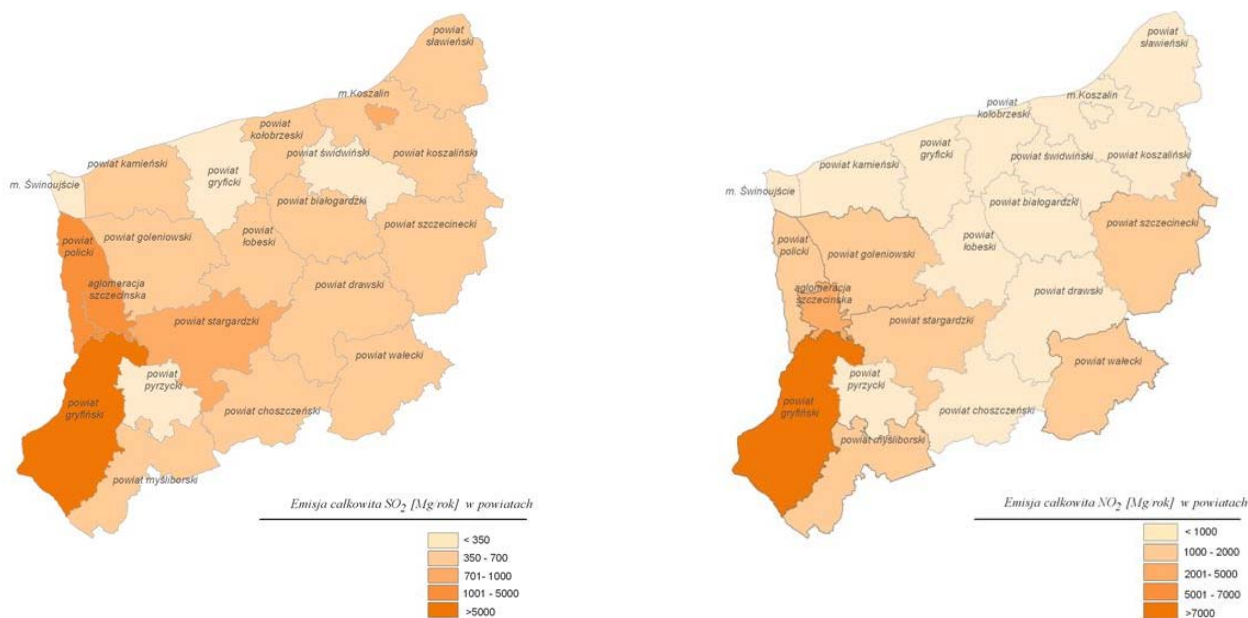 powiat
sławieński
m.Koszalin
powiat
kołobrzeski
powiat kamieński
powiat
gryficki
powiat świdwiński
powiat koszaliński
m. Świnoujście
powiat białogardzki
powiat szczecinecki
powiat
policki
powiat goleniowski
powiat
łobeski
aglomeracja
szczecińska
powiat drawski
powiat stargardzki
powiat wałecki
powiat
pyrzycki
powiat
gryfiński
powiat choszczeński
powiat myśliborski
Emisja całkowita SO2 [Mg/rok] w powiatach
< 350
350 - 700
701- 1000
1001 - 5000
>5000
powiat
sławieński
m.Koszalin
powiat
kołobrzeski
powiat kamieński
powiat
gryficki
powiat świdwiński
powiat koszaliński
m. Świnoujście
powiat białogardzki
powiat szczecinecki
powiat
policki
powiat goleniowski
powiat
łobeski
aglomeracja
szczecińska
powiat drawski
powiat stargardzki
powiat wałecki
powiat
pyrzycki
powiat
gryfiński
powiat choszczeński
powiat myśliborski
Emisja całkowita NO2 [Mg/rok] w powiatach
< 1000
1000 - 2000
2001- 5000
5001 - 7000
>7000